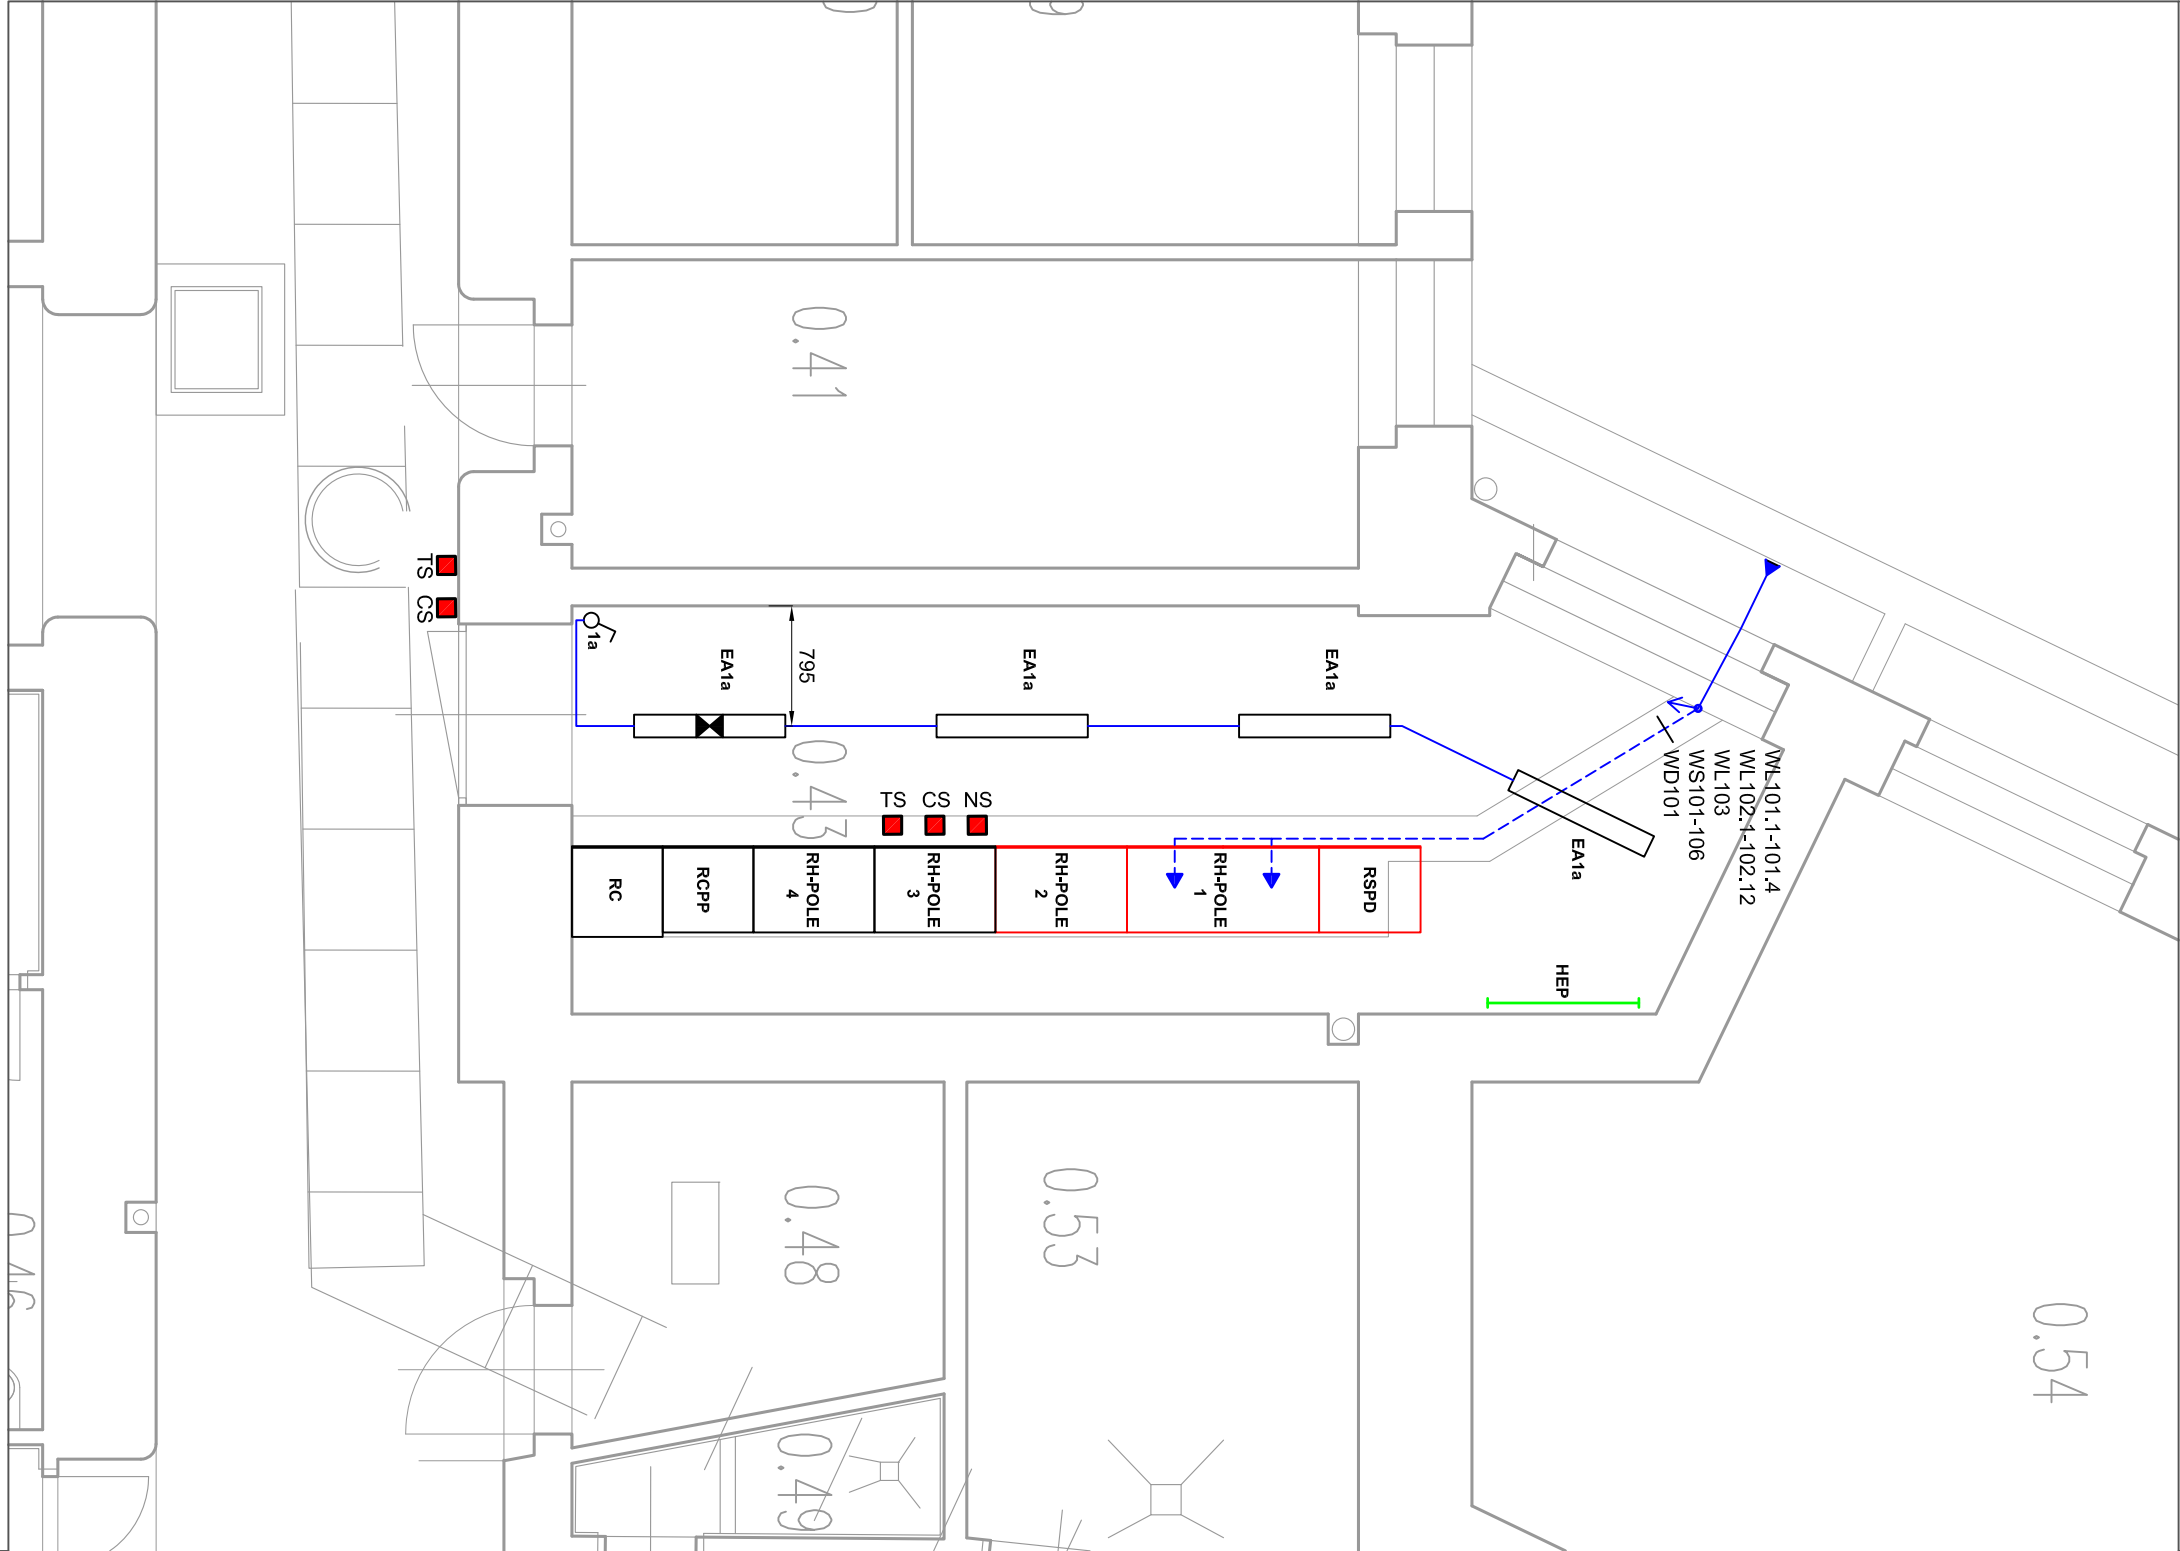 0.41
TS
CS
1a
EA1a
795
EA1a
EA1a
EA1a
0.43
TS CS NS
WL101.1-101.4
WL102.1-102.12
WL103
WS101-106
WD101
RC
RCPP
RH-POLE
4
RH-POLE
3
RH-POLE
2
RH-POLE
1
RSPD
HEP
0.48
0.53
0.54
0.49
0.46